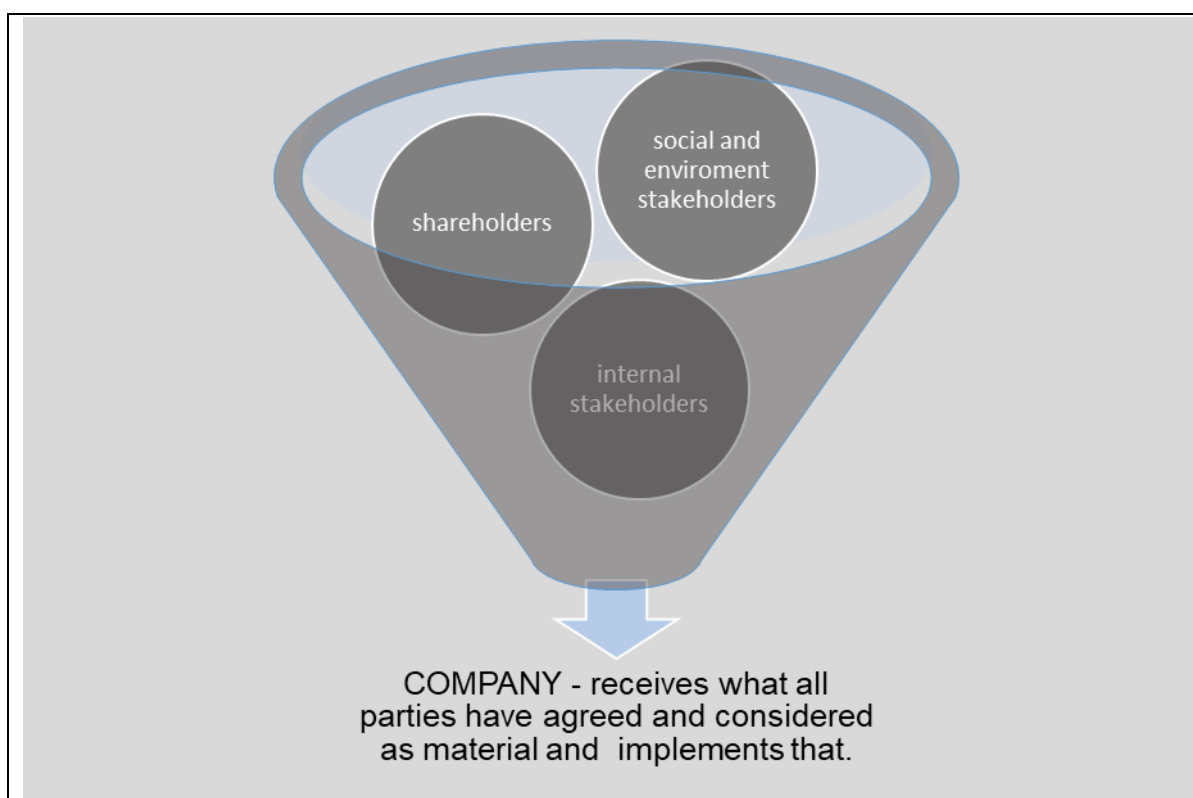 social and
enviroment
stakeholders
shareholders
internal
stakeholders
COMPANY - receives what all
parties have agreed and considered
as material and implements that.